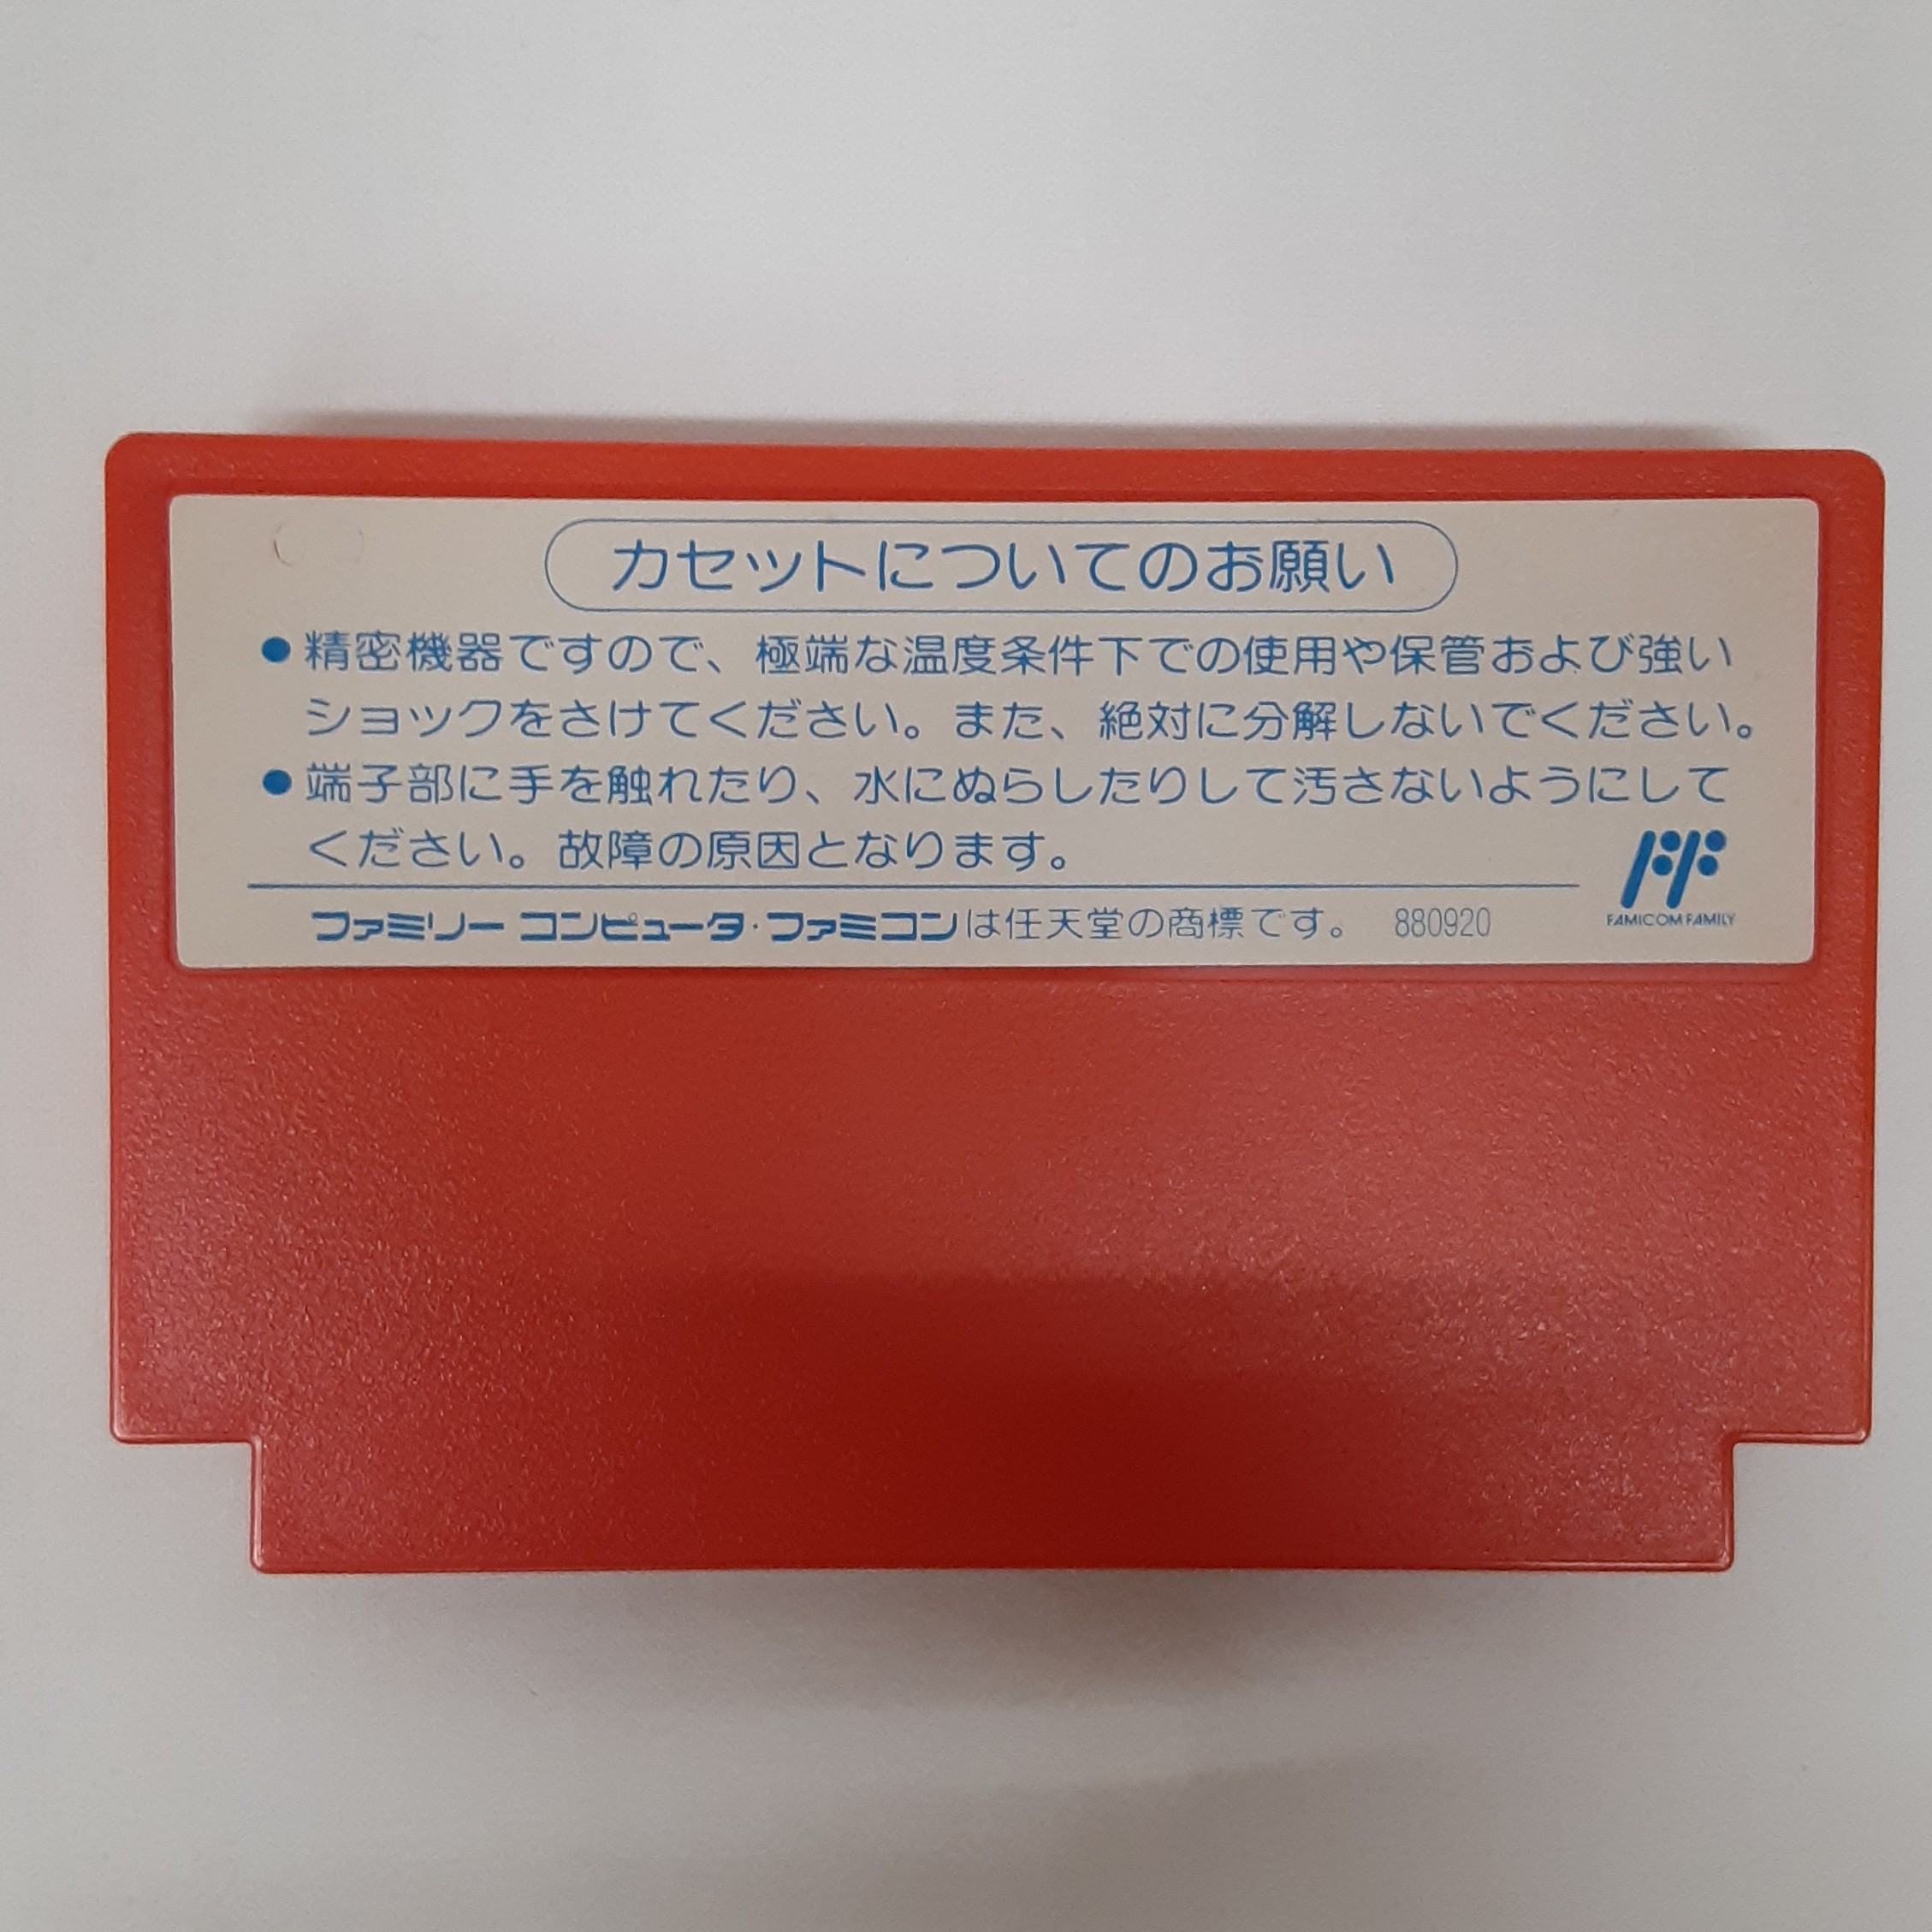 カセットについてのお願い
●精密機器ですので、極端な温度条件下での使用や保管および強い
ショックをさけてください。また、絶対に分解しないでください。
●端子部に手を触れたり、水にぬらしたりして汚さないようにして
ください。故障の原因となります。
ファミリー コンピュータ・ファミコンは任天堂の商標です。 880920
FAMICOM FAMILY